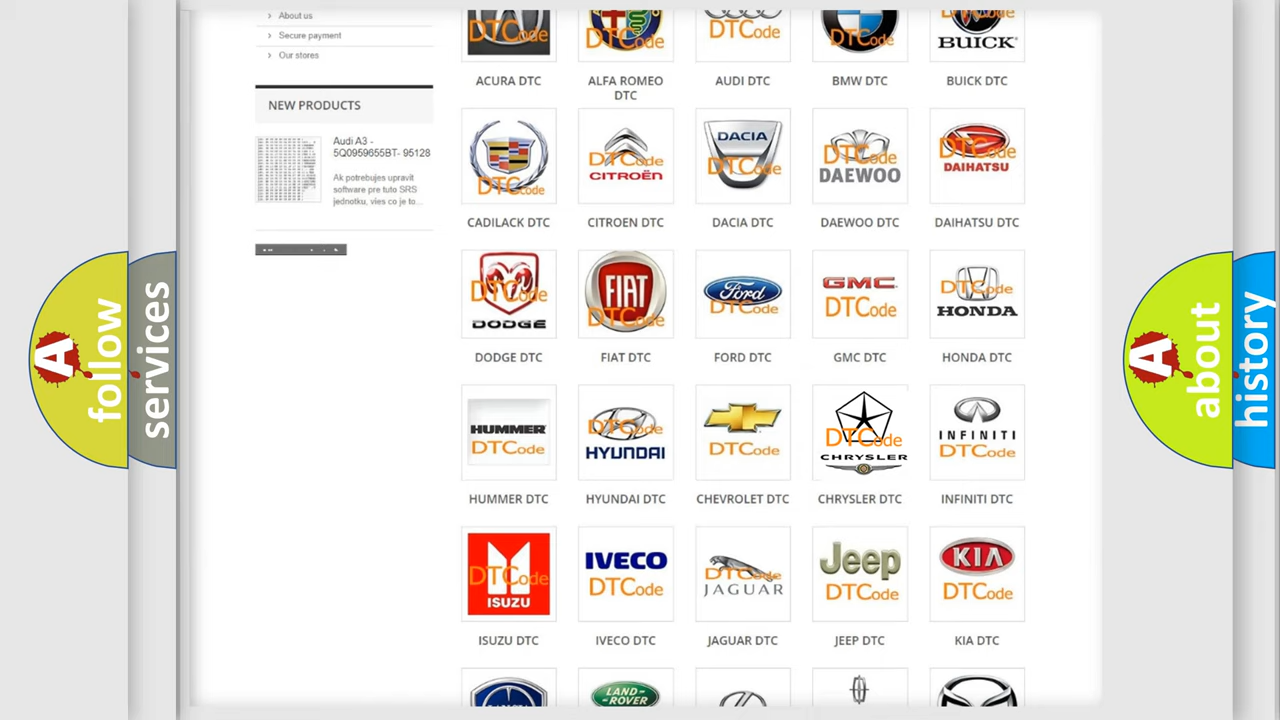 About us
Secure payment
Our stores
NEW PRODUCTS
Audi A3 -
5Q0959655BT- 95128
Ak potrebujes upravit
software pre tuto SRS
jednotku, vies co je to...
DTCode
DTCode
DTCode
DTCode
BUICK
ACURA DTC
ALFA ROMEO
DTC
AUDI DTC
BMW DTC
BUICK DTC
DTCode
DTCode
CITROËN
DACIA
DTCode
DTCode
DAEWOO
DTCode
DAIHATSU
CADILACK DTC
CITROEN DTC
DACIA DTC
DAEWOO DTC
DAIHATSU DTC
DTCode
DODGE
FIAT
DTCode
Ford
DTCode
GMC
DTCode
DTCode
HONDA
DODGE DTC
FIAT DTC
FORD DTC
GMC DTC
HONDA DTC
HUMMER
DTCode
DTCode
HYUNDAI
DTCode
DTCode
CHRYSLER
INFINITI
DTCode
HUMMER DTC
HYUNDAI DTC
CHEVROLET DTC
CHRYSLER DTC
INFINITI DTC
DTCode
ISUZU
IVECO
DTCode
DTCode
JAGUAR
Jeep
DTCode
KIA
DTCode
ISUZU DTC
IVECO DTC
JAGUAR DTC
JEEP DTC
KIA DTC
LAND-
ROVER
A follow
services
A about
history